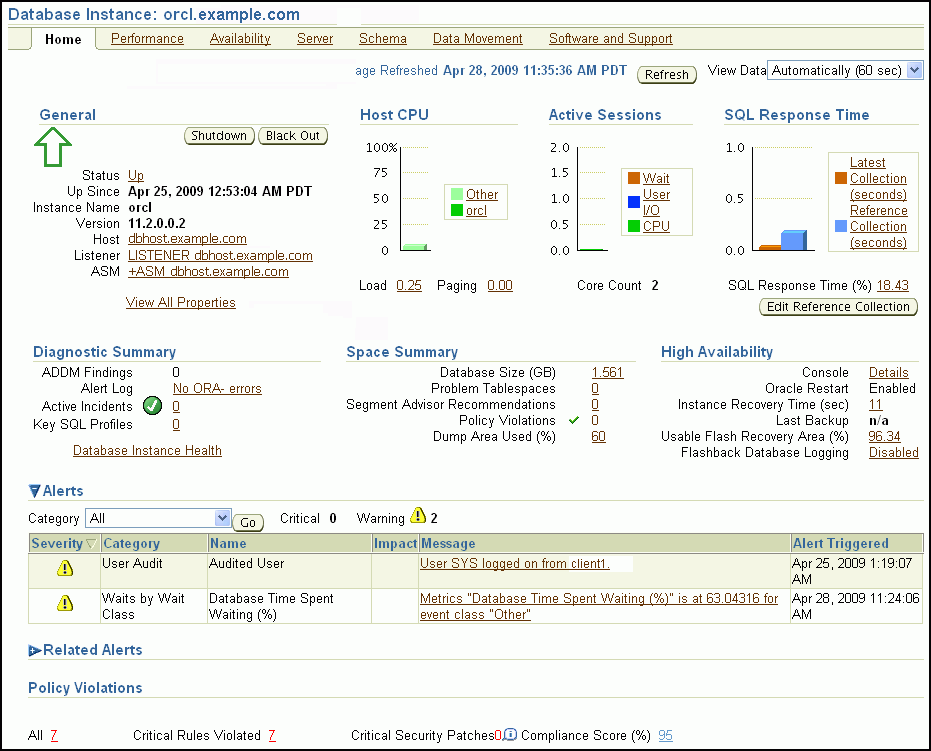 Database Instance: orcl.example.com
Home Performance Availability Server Schema Data Movement Software and Support
age Refreshed Apr 28, 2009 11:35:36 AM PDT Refresh View Data Automatically (60 sec)
General
Shutdown Black Out
Status Up
Up Since Apr 25, 2009 12:53:04 AM PDT
Instance Name orcl
Version 11.2.0.0.2
Host dbhost.example.com
Listener LISTENER dbhost.example.com
ASM +ASM dbhost.example.com
View All Properties
Host CPU
100%
75
50
25
0
Other
orcl
Load 0.25 Paging 0.00
Active Sessions
2.0
1.5
1.0
0.5
0.0
Wait
User
I/O
CPU
Core Count 2
SQL Response Time
1.0
0.5
0.0
Latest
Collection
(seconds)
Reference
Collection
(seconds)
SQL Response Time (%) 18.43
Edit Reference Collection
Diagnostic Summary
ADDM Findings 0
Alert Log No ORA- errors
Active Incidents 0
Key SQL Profiles 0
Database Instance Health
Space Summary
Database Size (GB) 1.561
Problem Tablespaces 0
Segment Advisor Recommendations 0
Policy Violations 0
Dump Area Used (%) 60
High Availability
Console Details
Oracle Restart Enabled
Instance Recovery Time (sec) 11
Last Backup n/a
Usable Flash Recovery Area (%) 96.34
Flashback Database Logging Disabled
Alerts
Category All Go Critical 0 Warning 2
Severity Category Name Impact Message Alert Triggered
User Audit Audited User User SYS logged on from client1. Apr 25, 2009 1:19:07
AM
Waits by Wait Database Time Spent Metrics "Database Time Spent Waiting (%)" is at 63.04316 for Apr 28, 2009 11:24:06
Class Waiting (%) event class "Other" AM
Related Alerts
Policy Violations
All 7 Critical Rules Violated 7 Critical Security Patches 0 Compliance Score (%) 95